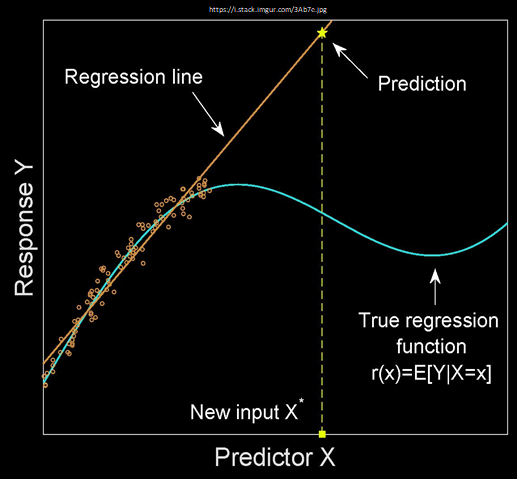 https://i.stack.imgur.com/3Ab7e.jpg
Regression line
Prediction
Response Y
True regression
function
r(x)=E[Y|X=x]
New input X*
Predictor X